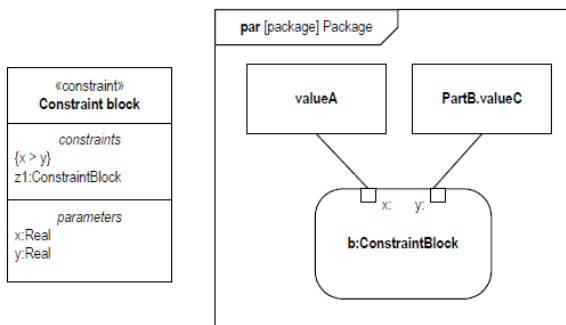 «constraint»
Constraint block
constraints
{x > y}
z1:ConstraintBlock
parameters
x:Real
y:Real
par [package] Package
valueA
PartB.valueC
x: y:
b:ConstraintBlock